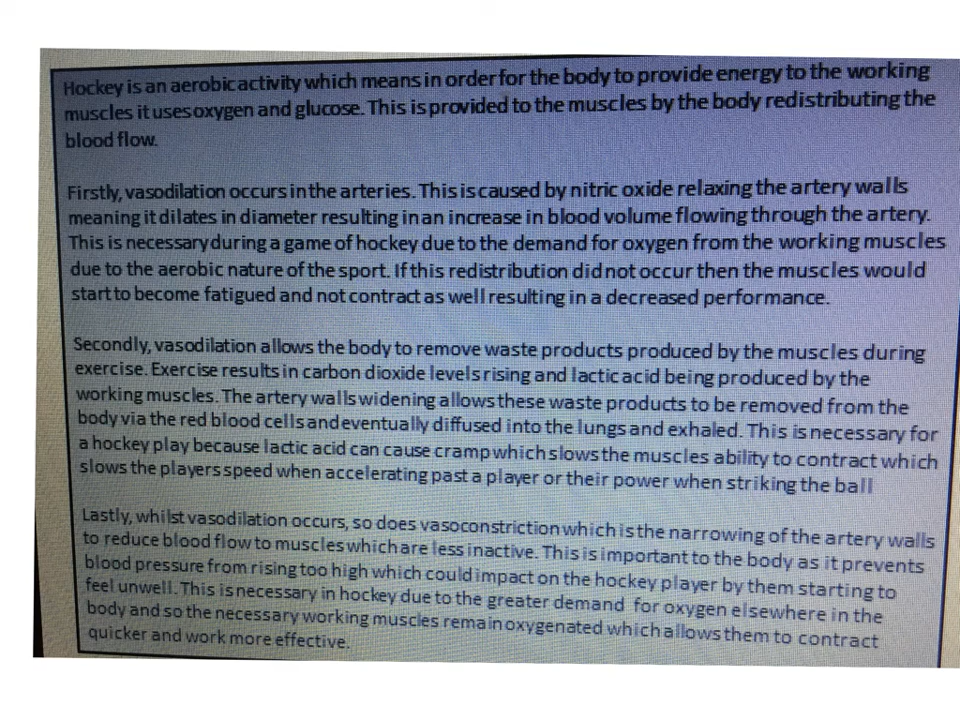 Hockey is an aerobic activity which means in order for the body to provide energy to the working
muscles it uses oxygen and glucose. This is provided to the muscles by the body redistributing the
blood flow.
Firstly, vasodilation occurs in the arteries. This is caused by nitric oxide relaxing the artery walls
meaning it dilates in diameter resulting in an increase in blood volume flowing through the artery.
This is necessary during a game of hockey due to the demand for oxygen from the working muscles
due to the aerobic nature of the sport. If this redistribution did not occur then the muscles would
start to become fatigued and not contract as well resulting in a decreased performance.
Secondly, vasodilation allows the body to remove waste products produced by the muscles during
exercise. Exercise results in carbon dioxide levels rising and lactic acid being produced by the
working muscles. The artery walls widening allows these waste products to be removed from the
body via the red blood cells and eventually diffused into the lungs and exhaled. This is necessary for
a hockey play because lactic acid can cause cramp which slows the muscles ability to contract which
slows the players speed when accelerating past a player or their power when striking the ball
Lastly, whilst vasodilation occurs, so does vasoconstriction which is the narrowing of the artery walls
to reduce blood flow to muscles which are less inactive. This is important to the body as it prevents
blood pressure from rising too high which could impact on the hockey player by them starting to
feel unwell. This is necessary in hockey due to the greater demand for oxygen elsewhere in the
body and so the necessary working muscles remain oxygenated which allows them to contract
quicker and work more effective.